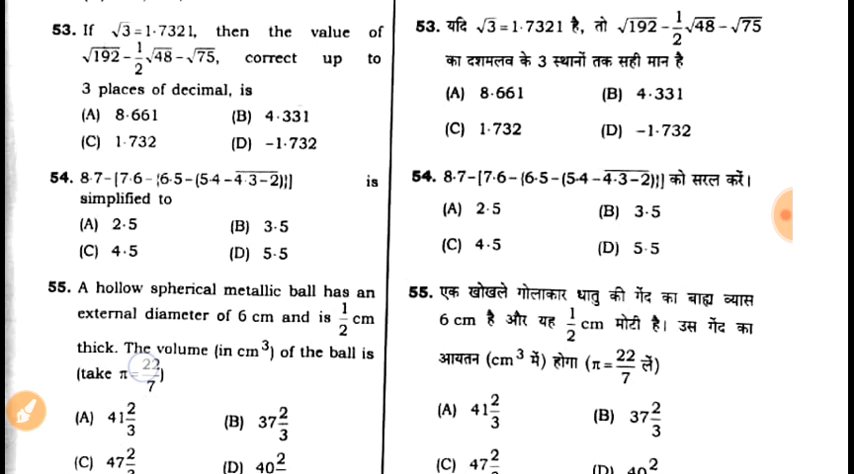 53. If √3 = 1·7321, then the value of
√192 − 1/2 √48 − √75, correct up to
3 places of decimal, is
(A) 8·661 (B) 4·331
(C) 1·732 (D) −1·732
54. 8·7−[7·6−{6·5−(5·4−4·3−2)}] is
simplified to
(A) 2·5 (B) 3·5
(C) 4·5 (D) 5·5
55. A hollow spherical metallic ball has an
external diameter of 6 cm and is 1/2 cm
thick. The volume (in cm³) of the ball is
(take π = 22/7)
(A) 41 2/3 (B) 37 2/3
(C) 47 2/ (D) 40 2
53. यदि √3 = 1·7321 है, तो √192 − 1/2 √48 − √75
का दशमलव के 3 स्थानों तक सही मान है
(A) 8·661 (B) 4·331
(C) 1·732 (D) −1·732
54. 8·7−[7·6−{6·5−(5·4−4·3−2)}] को सरल करें।
(A) 2·5 (B) 3·5
(C) 4·5 (D) 5·5
55. एक खोखले गोलाकार धातु की गेंद का बाह्य व्यास
6 cm है और यह 1/2 cm मोटी है। उस गेंद का
आयतन (cm³ में) होगा (π = 22/7 लें)
(A) 41 2/3 (B) 37 2/3
(C) 47 2/ (D) 40 2